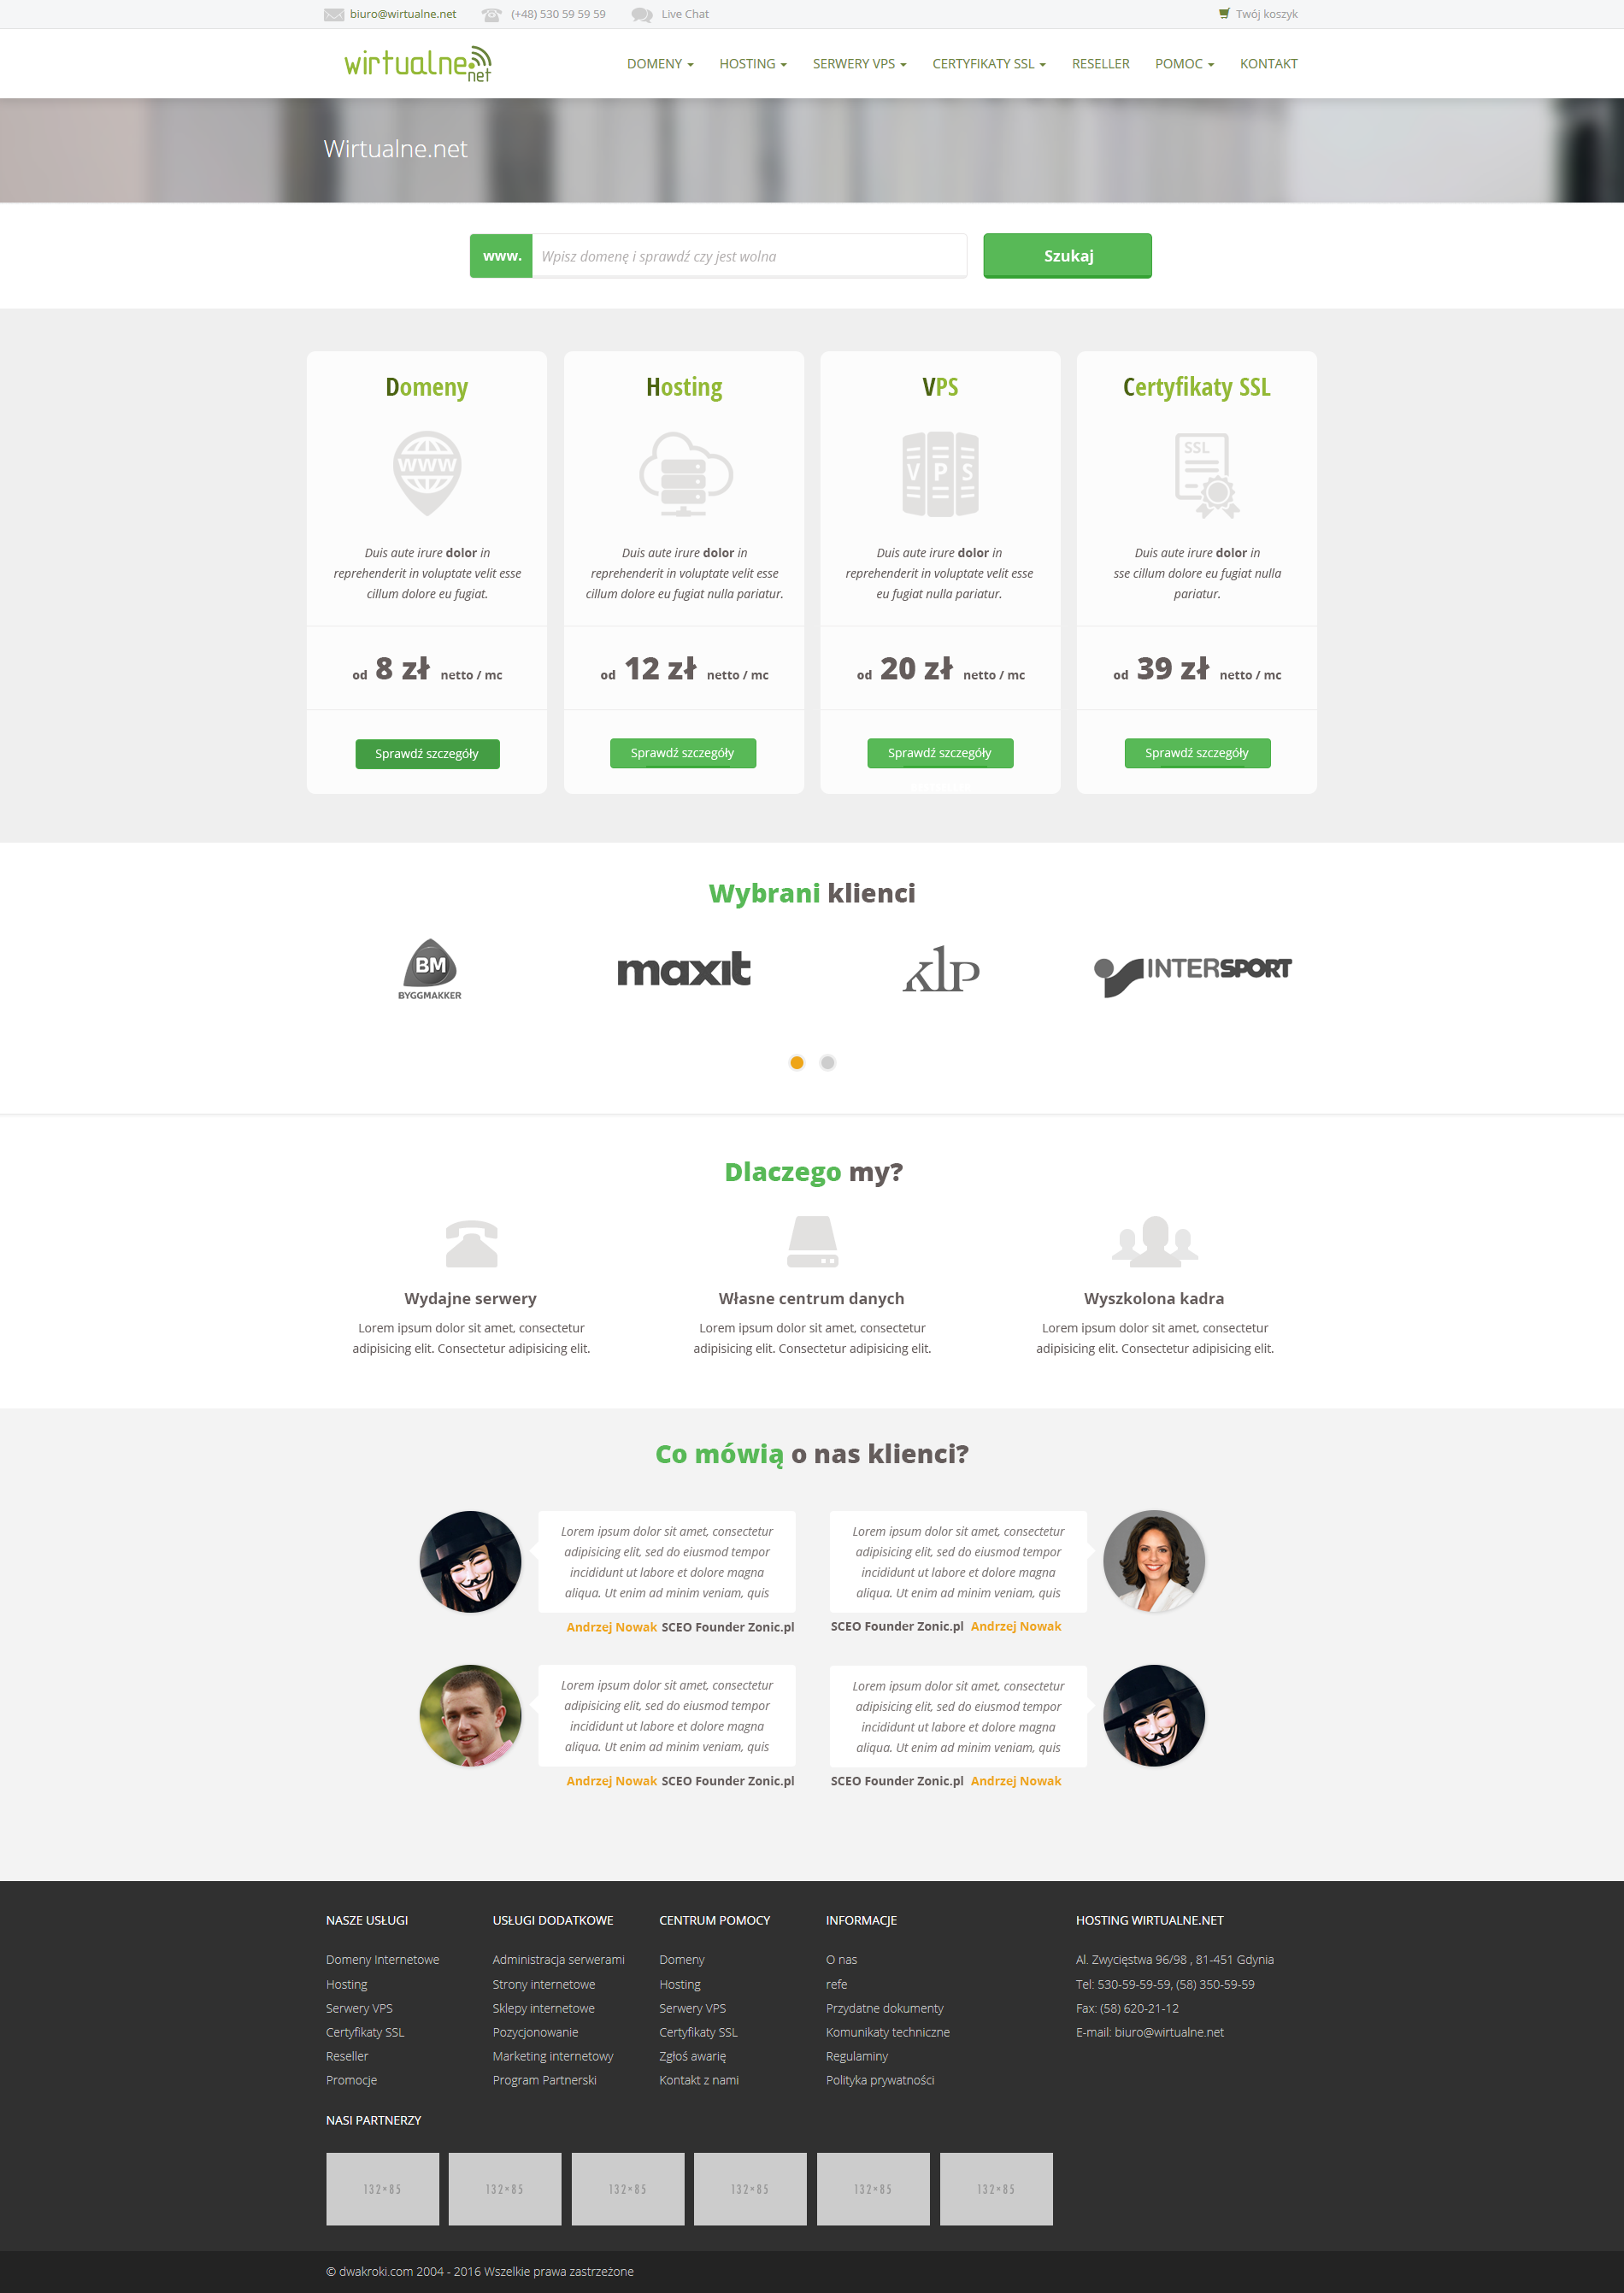 biuro@wirtualne.net (+48) 530 59 59 59 Live Chat Twój koszyk
wirtualne.net
DOMENY HOSTING SERWERY VPS CERTYFIKATY SSL RESELLER POMOC KONTAKT
Wirtualne.net
www. Wpisz domenę i sprawdź czy jest wolna Szukaj
Domeny
WWW
Duis aute irure dolor in
reprehenderit in voluptate velit esse
cillum dolore eu fugiat.
od 8 zł netto / mc
Sprawdź szczegóły
Hosting
Duis aute irure dolor in
reprehenderit in voluptate velit esse
cillum dolore eu fugiat nulla pariatur.
od 12 zł netto / mc
Sprawdź szczegóły
VPS
VPS
Duis aute irure dolor in
reprehenderit in voluptate velit esse
eu fugiat nulla pariatur.
od 20 zł netto / mc
Sprawdź szczegóły
Certyfikaty SSL
SSL
Duis aute irure dolor in
sse cillum dolore eu fugiat nulla
pariatur.
od 39 zł netto / mc
Sprawdź szczegóły
Wybrani klienci
BM
BYGGMAKKER
maxit
klp
INTERSPORT
Dlaczego my?
Wydajne serwery
Lorem ipsum dolor sit amet, consectetur
adipisicing elit. Consectetur adipisicing elit.
Własne centrum danych
Lorem ipsum dolor sit amet, consectetur
adipisicing elit. Consectetur adipisicing elit.
Wyszkolona kadra
Lorem ipsum dolor sit amet, consectetur
adipisicing elit. Consectetur adipisicing elit.
Co mówią o nas klienci?
Lorem ipsum dolor sit amet, consectetur
adipisicing elit, sed do eiusmod tempor
incididunt ut labore et dolore magna
aliqua. Ut enim ad minim veniam, quis
Andrzej Nowak SCEO Founder Zonic.pl
Lorem ipsum dolor sit amet, consectetur
adipisicing elit, sed do eiusmod tempor
incididunt ut labore et dolore magna
aliqua. Ut enim ad minim veniam, quis
SCEO Founder Zonic.pl Andrzej Nowak
Lorem ipsum dolor sit amet, consectetur
adipisicing elit, sed do eiusmod tempor
incididunt ut labore et dolore magna
aliqua. Ut enim ad minim veniam, quis
Andrzej Nowak SCEO Founder Zonic.pl
Lorem ipsum dolor sit amet, consectetur
adipisicing elit, sed do eiusmod tempor
incididunt ut labore et dolore magna
aliqua. Ut enim ad minim veniam, quis
SCEO Founder Zonic.pl Andrzej Nowak
NASZE USŁUGI
Domeny Internetowe
Hosting
Serwery VPS
Certyfikaty SSL
Reseller
Promocje
USŁUGI DODATKOWE
Administracja serwerami
Strony internetowe
Sklepy internetowe
Pozycjonowanie
Marketing internetowy
Program Partnerski
CENTRUM POMOCY
Domeny
Hosting
Serwery VPS
Certyfikaty SSL
Zgłoś awarię
Kontakt z nami
INFORMACJE
O nas
refe
Przydatne dokumenty
Komunikaty techniczne
Regulaminy
Polityka prywatności
HOSTING WIRTUALNE.NET
Al. Zwycięstwa 96/98 , 81-451 Gdynia
Tel: 530-59-59-59, (58) 350-59-59
Fax: (58) 620-21-12
E-mail: biuro@wirtualne.net
NASI PARTNERZY
132×85 132×85 132×85 132×85 132×85 132×85
© dwakroki.com 2004 - 2016 Wszelkie prawa zastrzeżone